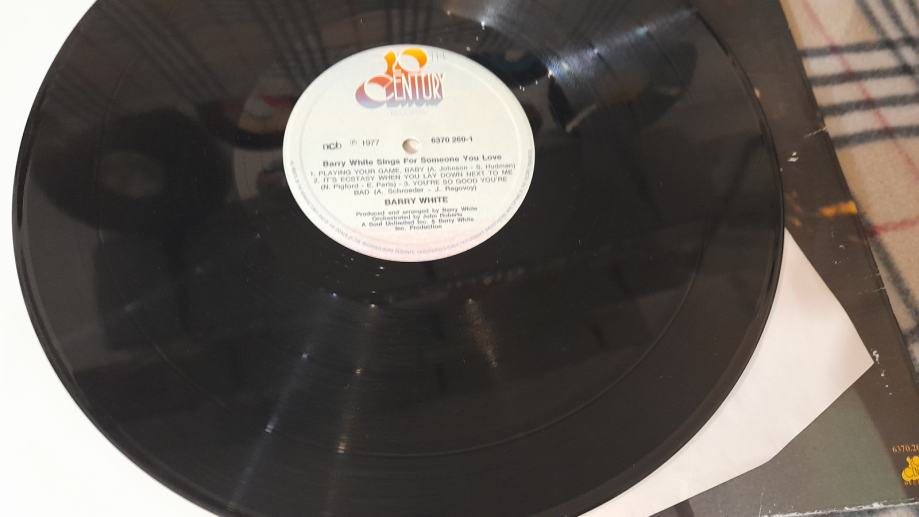 20TH
CENTURY
RECORDS
ncb ℗ 1977 6370 260-1
Barry White Sings For Someone You Love
1. PLAYING YOUR GAME, BABY (A. Johnson - S. Hudman)
2. IT'S ECSTASY WHEN YOU LAY DOWN NEXT TO ME
(N. Pigford - E. Paris) - 3. YOU'RE SO GOOD YOU'RE
BAD (A. Schroeder - J. Ragovoy)
BARRY WHITE
Produced and arranged by Barry White
Orchestrated by John Roberts
A Soul Unlimited Inc. & Barry White
Inc. Production